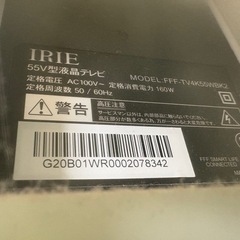 IRIE
55V型液晶テレビ
MODEL:FFF-TV4K55WBK2
定格電圧 AC100V~ 定格消費電力 160W
定格周波数 50 / 60Hz
警告
高圧注意
G20B01WR0002078342
FFF SMART LIFE
CONNECTED